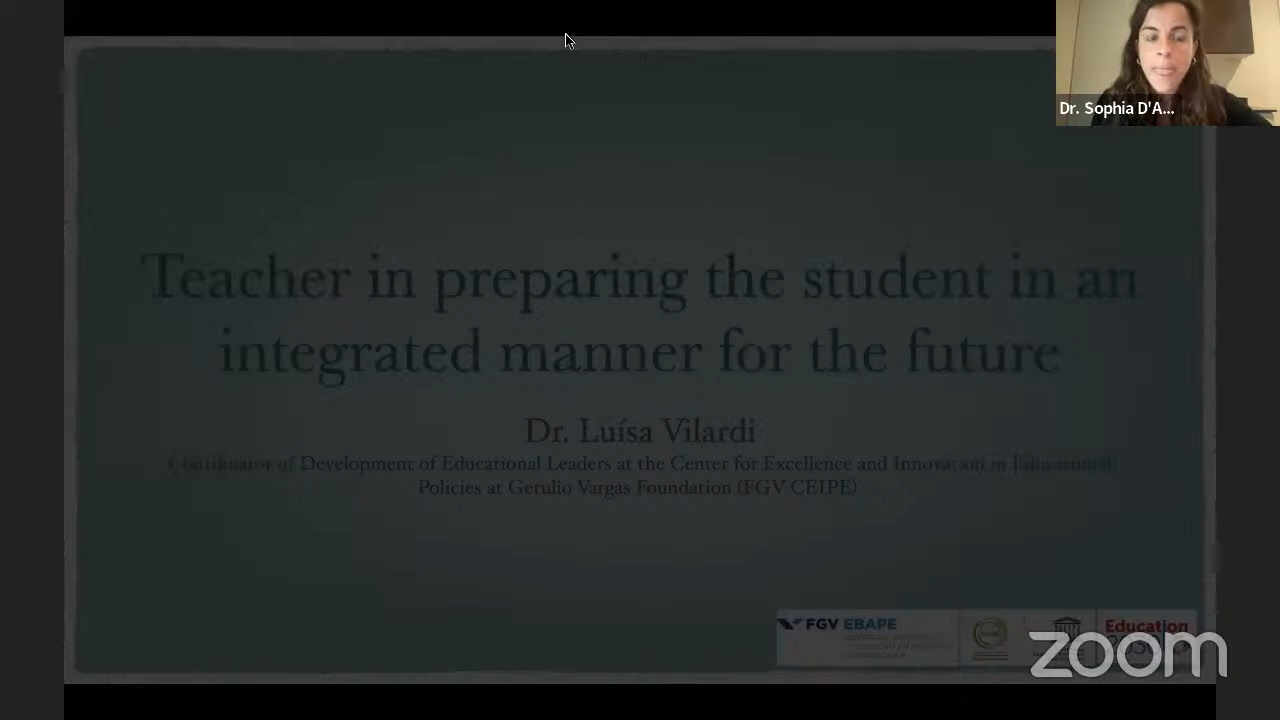 Dr. Sophia D'A...
Teacher in preparing the student in an
integrated manner for the future
Dr. Luísa Vilardi
Coordinator of Development of Educational Leaders at the Center for Excellence and Innovation in Educational
Policies at Getulio Vargas Foundation (FGV CEIPE)
FGV EBAPE
Education
2030
zoom